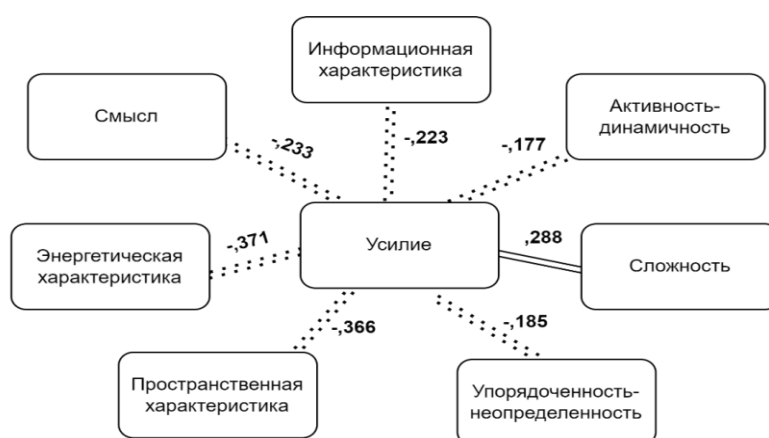 Информационная
характеристика
Смысл
Активность-
динамичность
-,233
-,223
-,177
Энергетическая
характеристика
-,371
Усилие
,288
Сложность
-,366
-,185
Пространственная
характеристика
Упорядоченность-
неопределенность